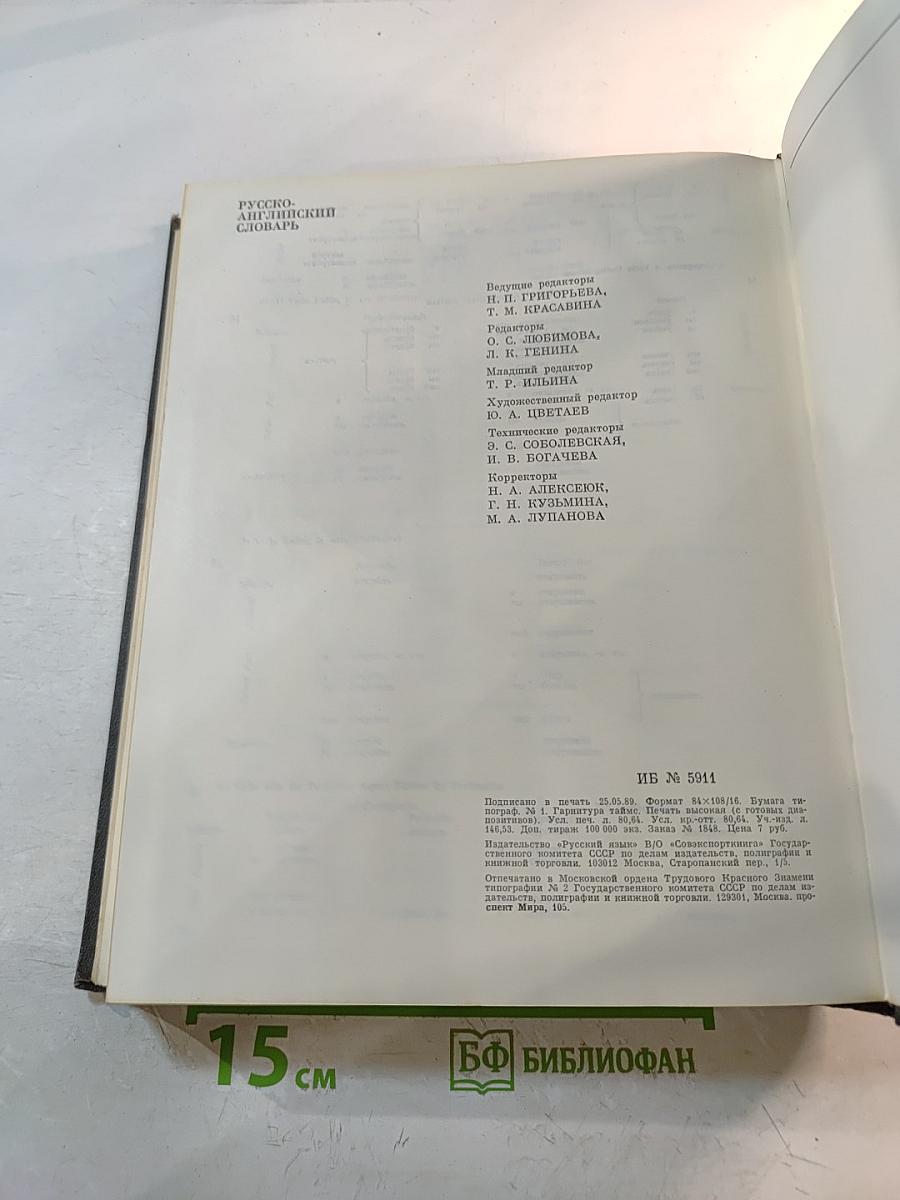 РУССКО-
АНГЛИЙСКИЙ
СЛОВАРЬ
Ведущие редакторы
Н. П. ГРИГОРЬЕВА,
Т. М. КРАСАВИНА
Редакторы
О. С. ЛЮБИМОВА,
Л. К. ГЕНИНА
Младший редактор
Т. Р. ИЛЬИНА
Художественный редактор
Ю. А. ЦВЕТАЕВ
Технические редакторы
Э. С. СОБОЛЕВСКАЯ,
И. В. БОГАЧЕВА
Корректоры
Н. А. АЛЕКСЕЮК,
Г. Н. КУЗЬМИНА,
М. А. ЛУПАНОВА
ИБ № 5911
Подписано в печать 25.05.89. Формат 84×108/16. Бумага ти-
пограф. № 1. Гарнитура таймс. Печать высокая (с готовых диа-
позитивов). Усл. печ. л. 80,64. Усл. кр.-отт. 80,64. Уч.-изд. л.
146,53. Доп. тираж 100 000 экз. Заказ № 1848. Цена 7 руб.
Издательство «Русский язык» В/О «Совэкспорткнига» Государ-
ственного комитета СССР по делам издательств, полиграфии и
книжной торговли. 103012 Москва, Старопанский пер., 1/5.
Отпечатано в Московской ордена Трудового Красного Знамени
типографии № 2 Государственного комитета СССР по делам из-
дательств, полиграфии и книжной торговли. 129301, Москва. про-
спект Мира, 105.
15 см
БФ БИБЛИОФАН